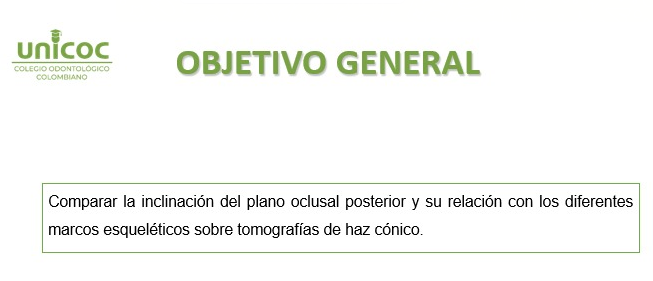 unicoc
COLEGIO ODONTOLÓGICO
COLOMBIANO
OBJETIVO GENERAL
Comparar la inclinación del plano oclusal posterior y su relación con los diferentes
marcos esqueléticos sobre tomografías de haz cónico.